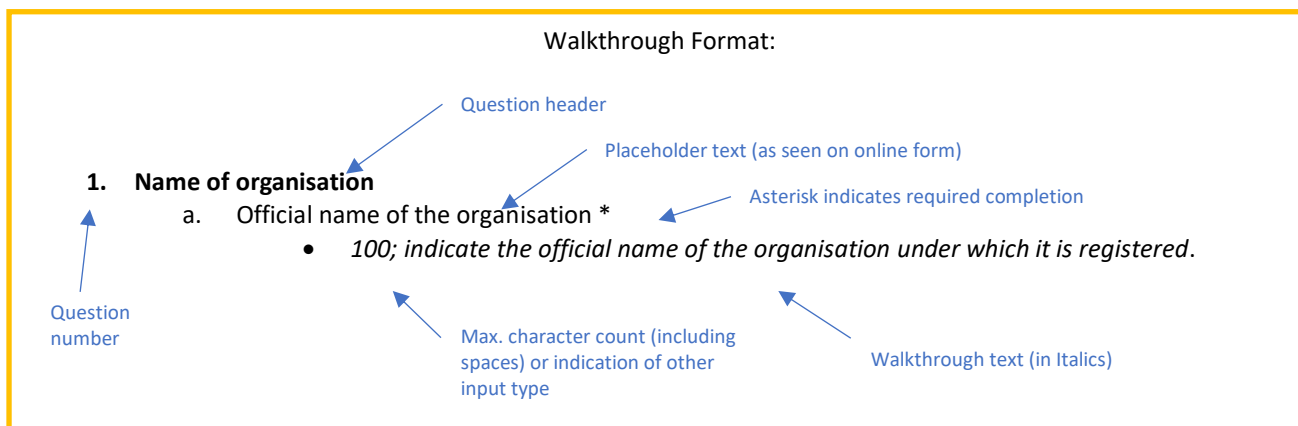 Walkthrough Format:
Question header
Placeholder text (as seen on online form)
1. Name of organisation
Asterisk indicates required completion
a. Official name of the organisation *
• 100; indicate the official name of the organisation under which it is registered.
Question
number
Max. character count (including
spaces) or indication of other
input type
Walkthrough text (in Italics)